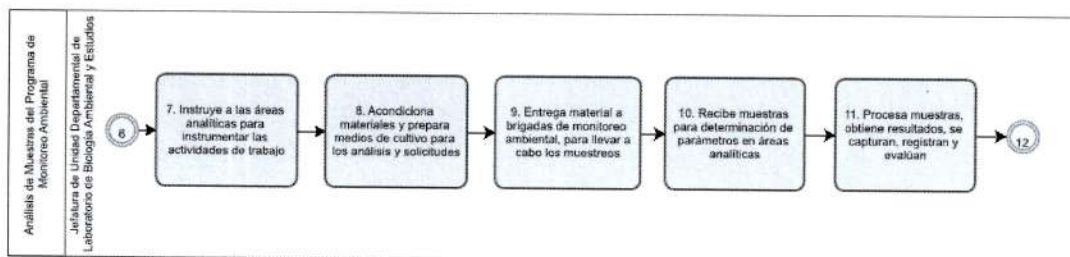 Análisis de Muestras del Programa de
Monitoreo Ambiental
Jefatura de Unidad Departamental de
Laboratorio de Biología Ambiental y Estudios
6
7. Instruye a las áreas
analíticas para
instrumentar las
actividades de trabajo
8. Acondiciona
materiales y prepara
medios de cultivo para
los análisis y solicitudes
9. Entrega material a
brigadas de monitoreo
ambiental, para llevar a
cabo los muestreos
10. Recibe muestras
para determinación de
parámetros en áreas
analíticas
11. Procesa muestras,
obtiene resultados, se
capturan, registran y
evalúan
12